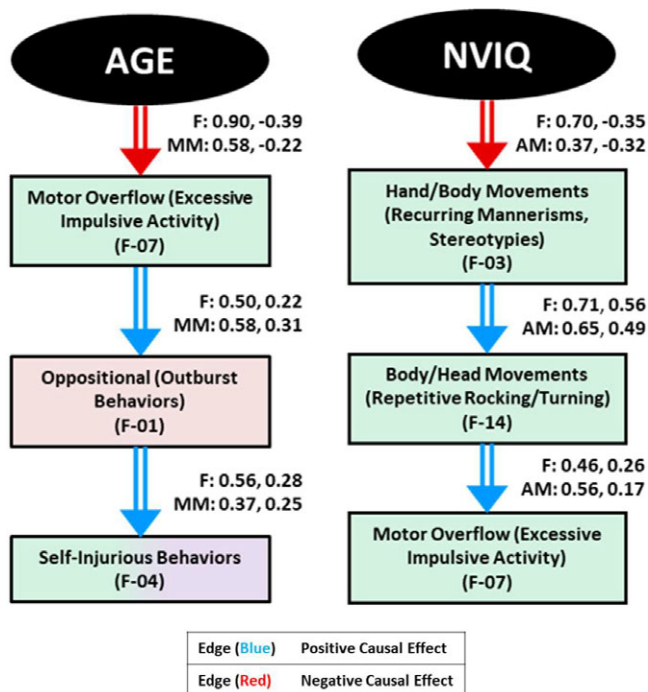 AGE
F: 0.90, -0.39
MM: 0.58, -0.22
Motor Overflow (Excessive
Impulsive Activity)
(F-07)
F: 0.50, 0.22
MM: 0.58, 0.31
Oppositional (Outburst
Behaviors)
(F-01)
F: 0.56, 0.28
MM: 0.37, 0.25
Self-Injurious Behaviors
(F-04)
NVIQ
F: 0.70, -0.35
AM: 0.37, -0.32
Hand/Body Movements
(Recurring Mannerisms,
Stereotypies)
(F-03)
F: 0.71, 0.56
AM: 0.65, 0.49
Body/Head Movements
(Repetitive Rocking/Turning)
(F-14)
F: 0.46, 0.26
AM: 0.56, 0.17
Motor Overflow (Excessive
Impulsive Activity)
(F-07)
Edge (Blue) Positive Causal Effect
Edge (Red) Negative Causal Effect